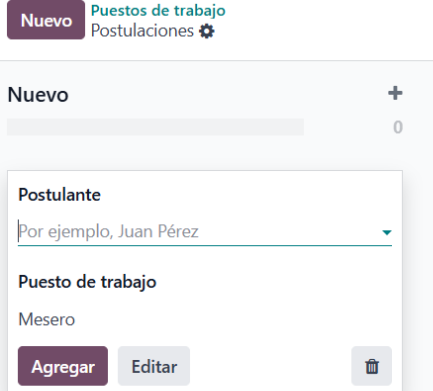 Nuevo
Puestos de trabajo
Postulaciones
Nuevo
0
Postulante
Por ejemplo, Juan Pérez
Puesto de trabajo
Mesero
Agregar
Editar